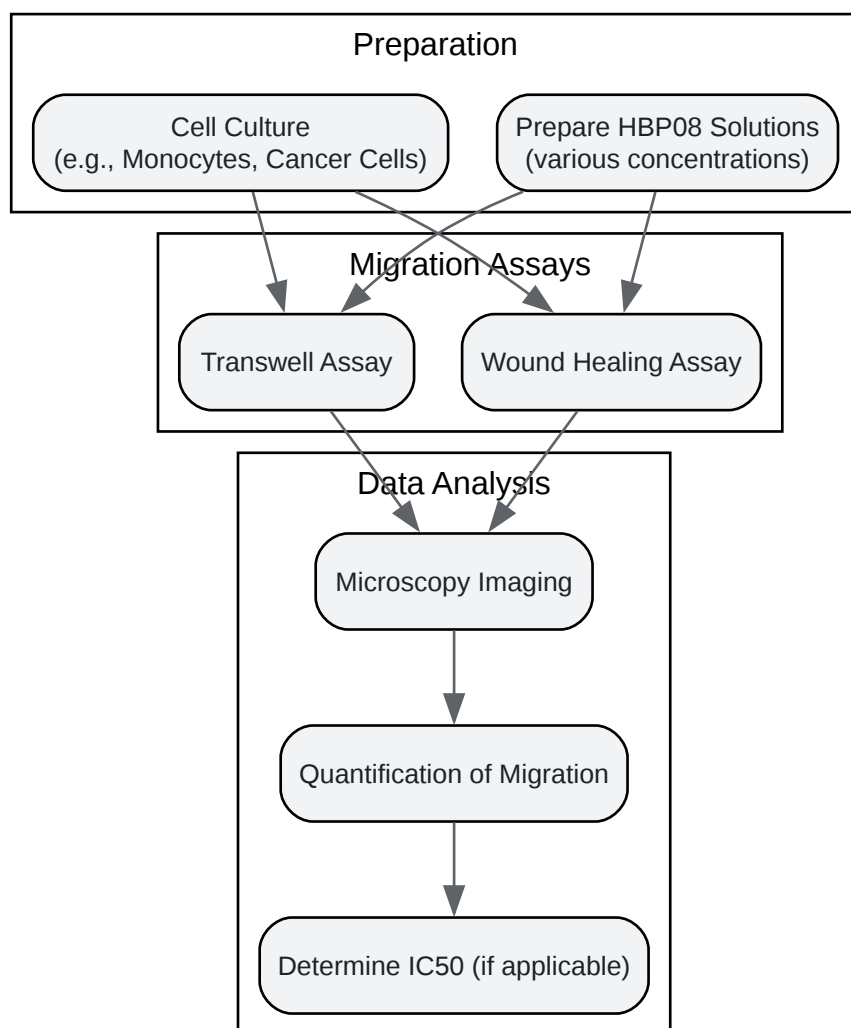 Preparation
Cell Culture
(e.g., Monocytes, Cancer Cells)
Prepare HBP08 Solutions
(various concentrations)
Migration Assays
Transwell Assay
Wound Healing Assay
Data Analysis
Microscopy Imaging
Quantification of Migration
Determine IC50 (if applicable)